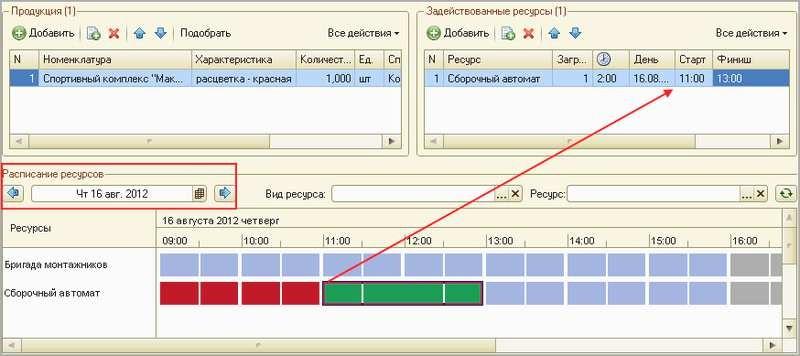 Продукция (1)
Добавить Подобрать Все действия
N Номенклатура Характеристика Количест... Ед. Сп
1 Спортивный комплекс "Мак... расцветка - красная 1,000 шт Ко
Задействованные ресурсы (1)
Добавить Все действия
N Ресурс Загр... День Старт Финиш
1 Сборочный автомат 1 2:00 16.08.... 11:00 13:00
Расписание ресурсов
Чт 16 авг. 2012 Вид ресурса: ... X Ресурс: ... X
Ресурсы 16 августа 2012 четверг
09:00 10:00 11:00 12:00 13:00 14:00 15:00 16:00
Бригада монтажников
Сборочный автомат